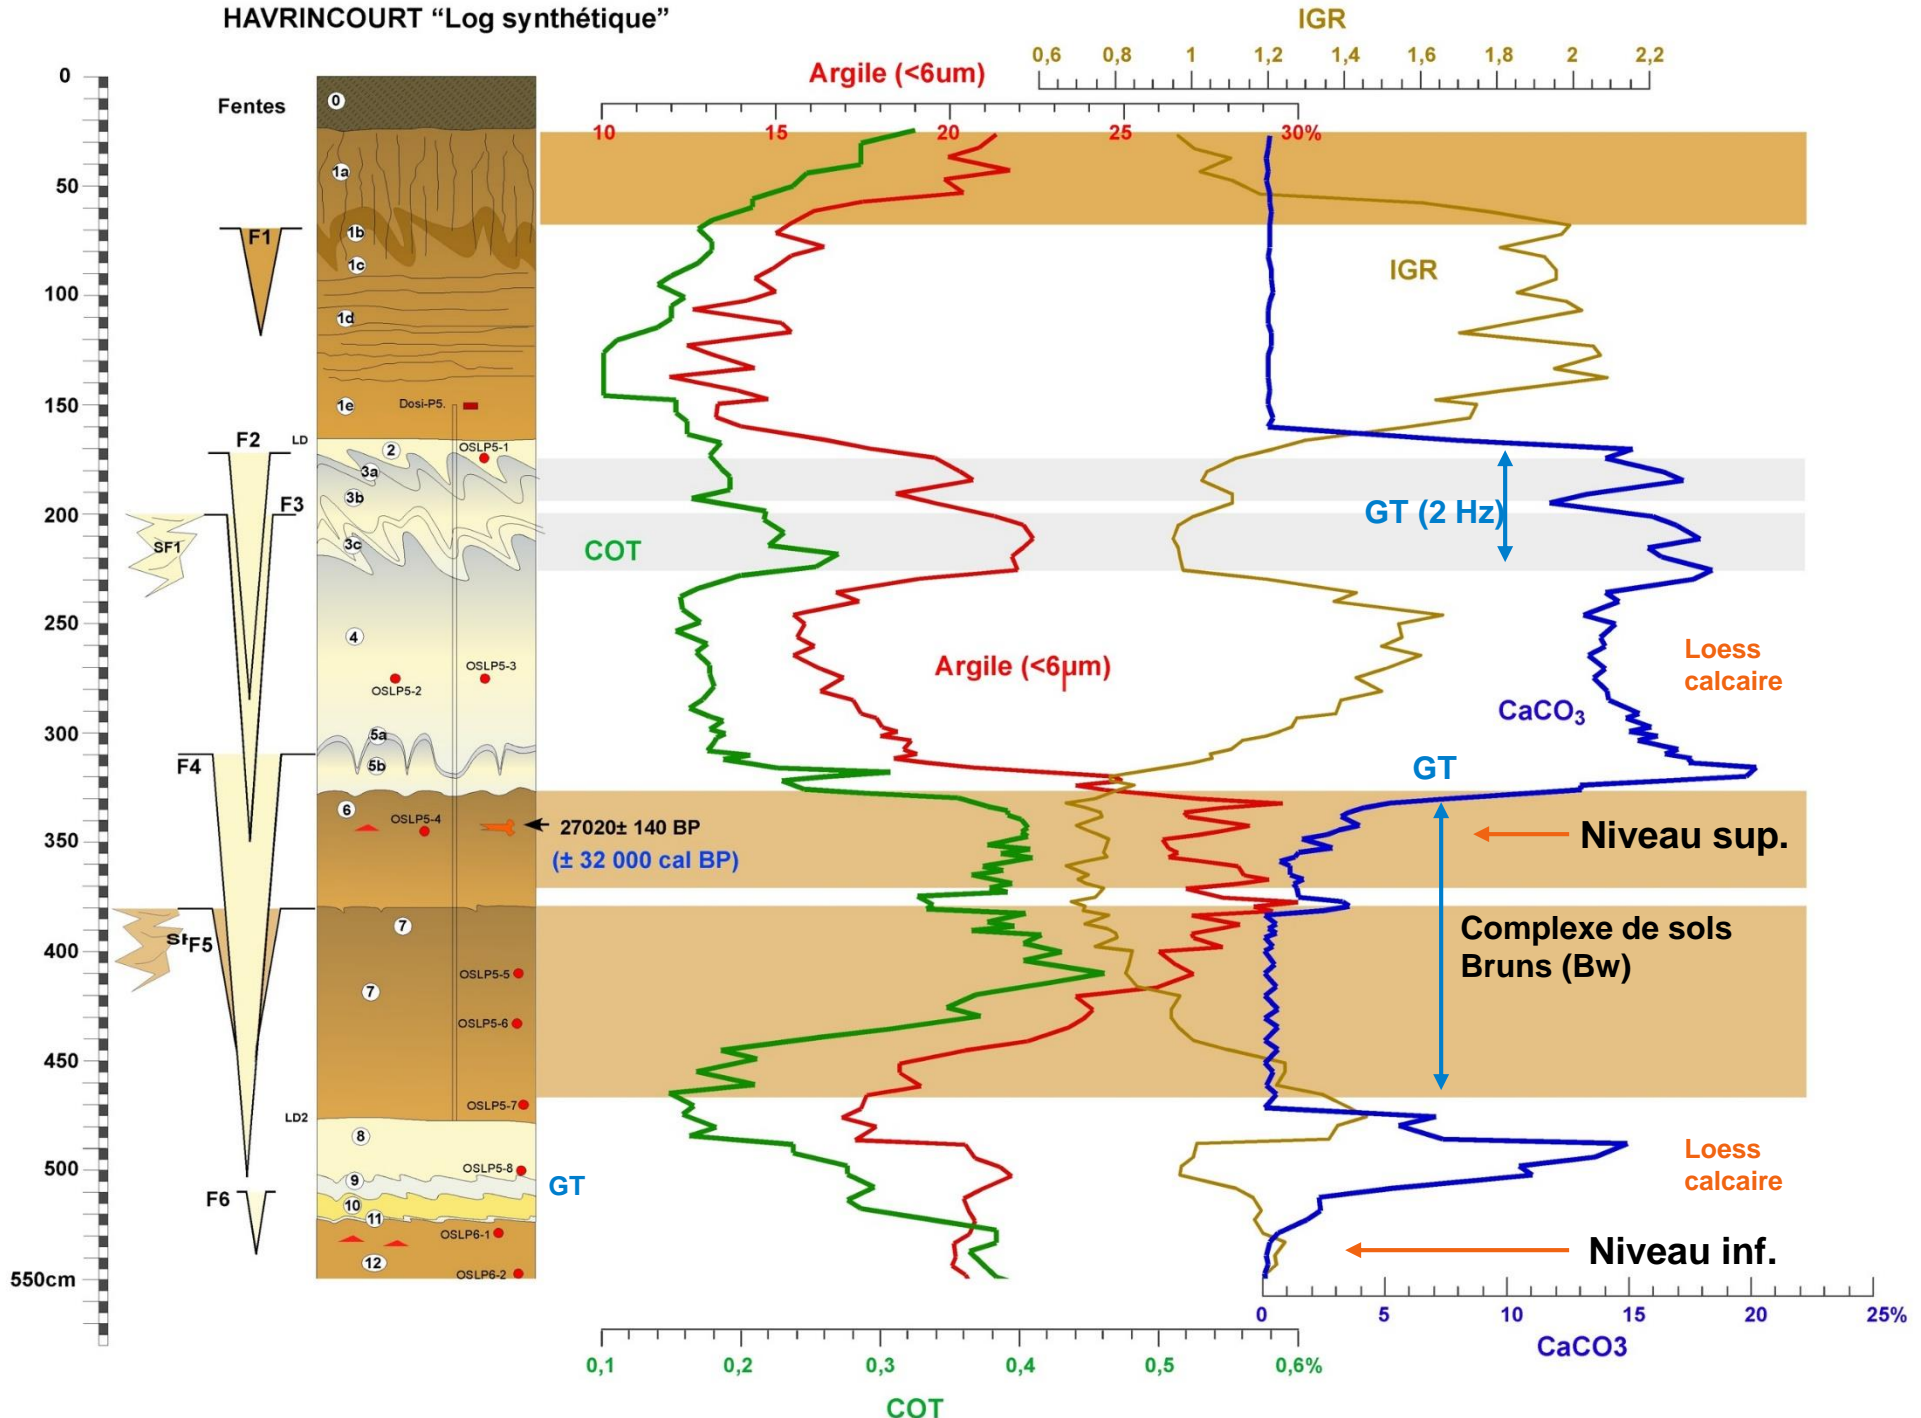 HAVRINCOURT “Log synthétique”
IGR
0,6 0,8 1 1,2 1,4 1,6 1,8 2 2,2
Argile (<6um)
10 15 20 25 30%
0
50
100
150
200
250
300
350
400
450
500
550cm
Fentes
F1
F2
F3
SF1
F4
F5
F6
LD
LD2
0
1a
1b
1c
1d
1e
Dosi-P5.
2
OSLP5-1
3a
3b
3c
4
OSLP5-3
OSLP5-2
5a
5b
6
OSLP5-4
7
OSLP5-5
7
OSLP5-6
OSLP5-7
8
OSLP5-8
9
10
11
OSLP6-1
12
OSLP6-2
27020± 140 BP
(± 32 000 cal BP)
GT
COT
IGR
Argile (<6µm)
GT (2 Hz)
Loess
calcaire
CaCO3
GT
Niveau sup.
Complexe de sols
Bruns (Bw)
Loess
calcaire
Niveau inf.
0 5 10 15 20 25%
CaCO3
0,1 0,2 0,3 0,4 0,5 0,6%
COT